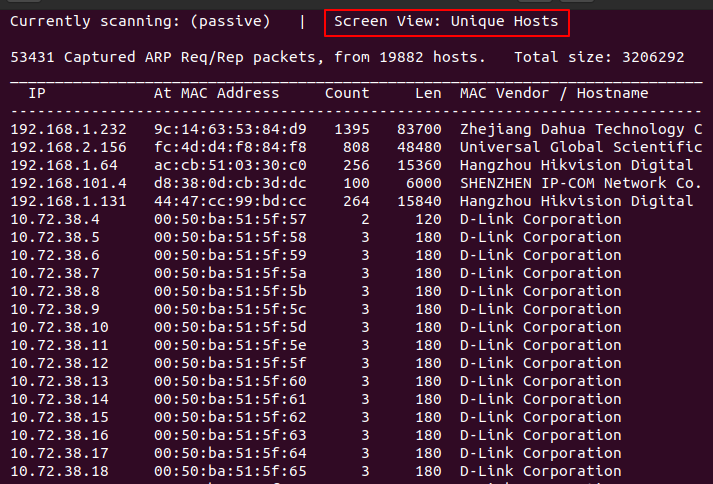 Currently scanning: (passive)   |   Screen View: Unique Hosts
53431 Captured ARP Req/Rep packets, from 19882 hosts.   Total size: 3206292
_____________________________________________________________________________
  IP            At MAC Address     Count     Len  MAC Vendor / Hostname
-----------------------------------------------------------------------------
192.168.1.232   9c:14:63:53:84:d9   1395   83700  Zhejiang Dahua Technology C
192.168.2.156   fc:4d:d4:f8:84:f8    808   48480  Universal Global Scientific
192.168.1.64    ac:cb:51:03:30:c0    256   15360  Hangzhou Hikvision Digital
192.168.101.4   d8:38:0d:cb:3d:dc    100    6000  SHENZHEN IP-COM Network Co.
192.168.1.131   44:47:cc:99:bd:cc    264   15840  Hangzhou Hikvision Digital
10.72.38.4      00:50:ba:51:5f:57      2     120  D-Link Corporation
10.72.38.5      00:50:ba:51:5f:58      3     180  D-Link Corporation
10.72.38.6      00:50:ba:51:5f:59      3     180  D-Link Corporation
10.72.38.7      00:50:ba:51:5f:5a      3     180  D-Link Corporation
10.72.38.8      00:50:ba:51:5f:5b      3     180  D-Link Corporation
10.72.38.9      00:50:ba:51:5f:5c      3     180  D-Link Corporation
10.72.38.10     00:50:ba:51:5f:5d      3     180  D-Link Corporation
10.72.38.11     00:50:ba:51:5f:5e      3     180  D-Link Corporation
10.72.38.12     00:50:ba:51:5f:5f      3     180  D-Link Corporation
10.72.38.13     00:50:ba:51:5f:60      3     180  D-Link Corporation
10.72.38.14     00:50:ba:51:5f:61      3     180  D-Link Corporation
10.72.38.15     00:50:ba:51:5f:62      3     180  D-Link Corporation
10.72.38.16     00:50:ba:51:5f:63      3     180  D-Link Corporation
10.72.38.17     00:50:ba:51:5f:64      3     180  D-Link Corporation
10.72.38.18     00:50:ba:51:5f:65      3     180  D-Link Corporation